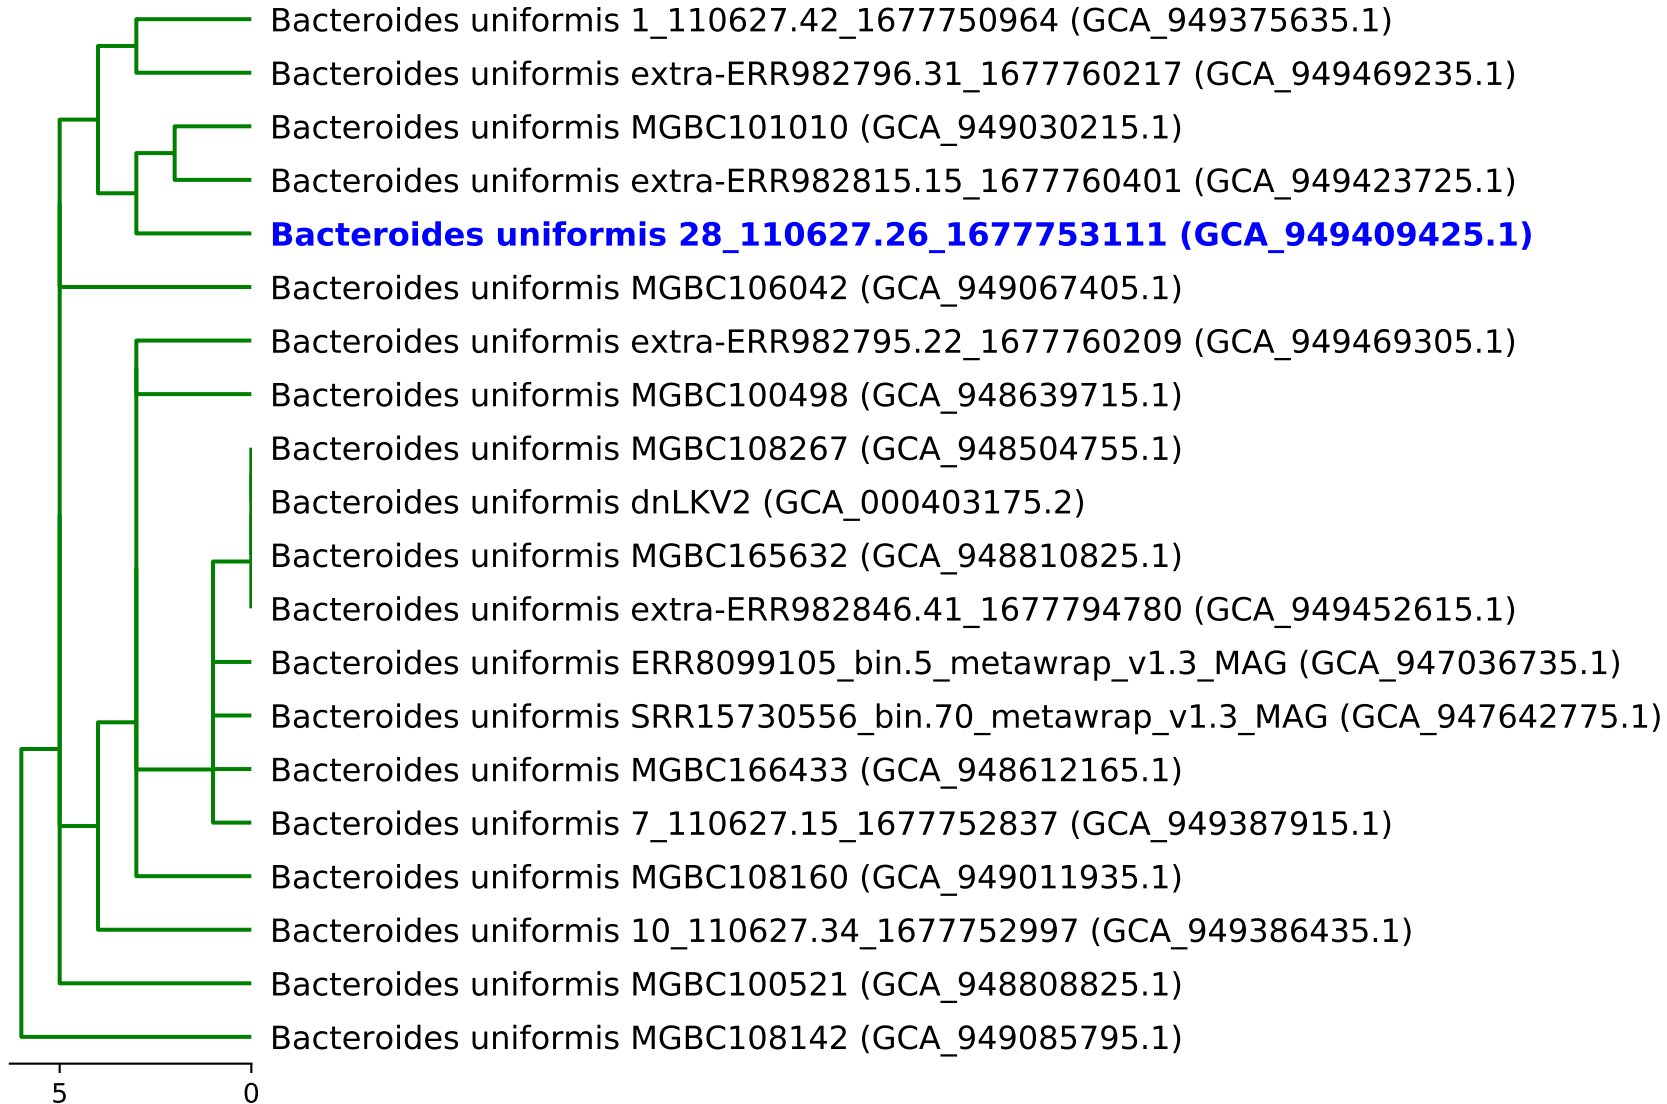 Bacteroides uniformis 1_110627.42_1677750964 (GCA_949375635.1)
Bacteroides uniformis extra-ERR982796.31_1677760217 (GCA_949469235.1)
Bacteroides uniformis MGBC101010 (GCA_949030215.1)
Bacteroides uniformis extra-ERR982815.15_1677760401 (GCA_949423725.1)
Bacteroides uniformis 28_110627.26_1677753111 (GCA_949409425.1)
Bacteroides uniformis MGBC106042 (GCA_949067405.1)
Bacteroides uniformis extra-ERR982795.22_1677760209 (GCA_949469305.1)
Bacteroides uniformis MGBC100498 (GCA_948639715.1)
Bacteroides uniformis MGBC108267 (GCA_948504755.1)
Bacteroides uniformis dnLKV2 (GCA_000403175.2)
Bacteroides uniformis MGBC165632 (GCA_948810825.1)
Bacteroides uniformis extra-ERR982846.41_1677794780 (GCA_949452615.1)
Bacteroides uniformis ERR8099105_bin.5_metawrap_v1.3_MAG (GCA_947036735.1)
Bacteroides uniformis SRR15730556_bin.70_metawrap_v1.3_MAG (GCA_947642775.1)
Bacteroides uniformis MGBC166433 (GCA_948612165.1)
Bacteroides uniformis 7_110627.15_1677752837 (GCA_949387915.1)
Bacteroides uniformis MGBC108160 (GCA_949011935.1)
Bacteroides uniformis 10_110627.34_1677752997 (GCA_949386435.1)
Bacteroides uniformis MGBC100521 (GCA_948808825.1)
Bacteroides uniformis MGBC108142 (GCA_949085795.1)
5 0